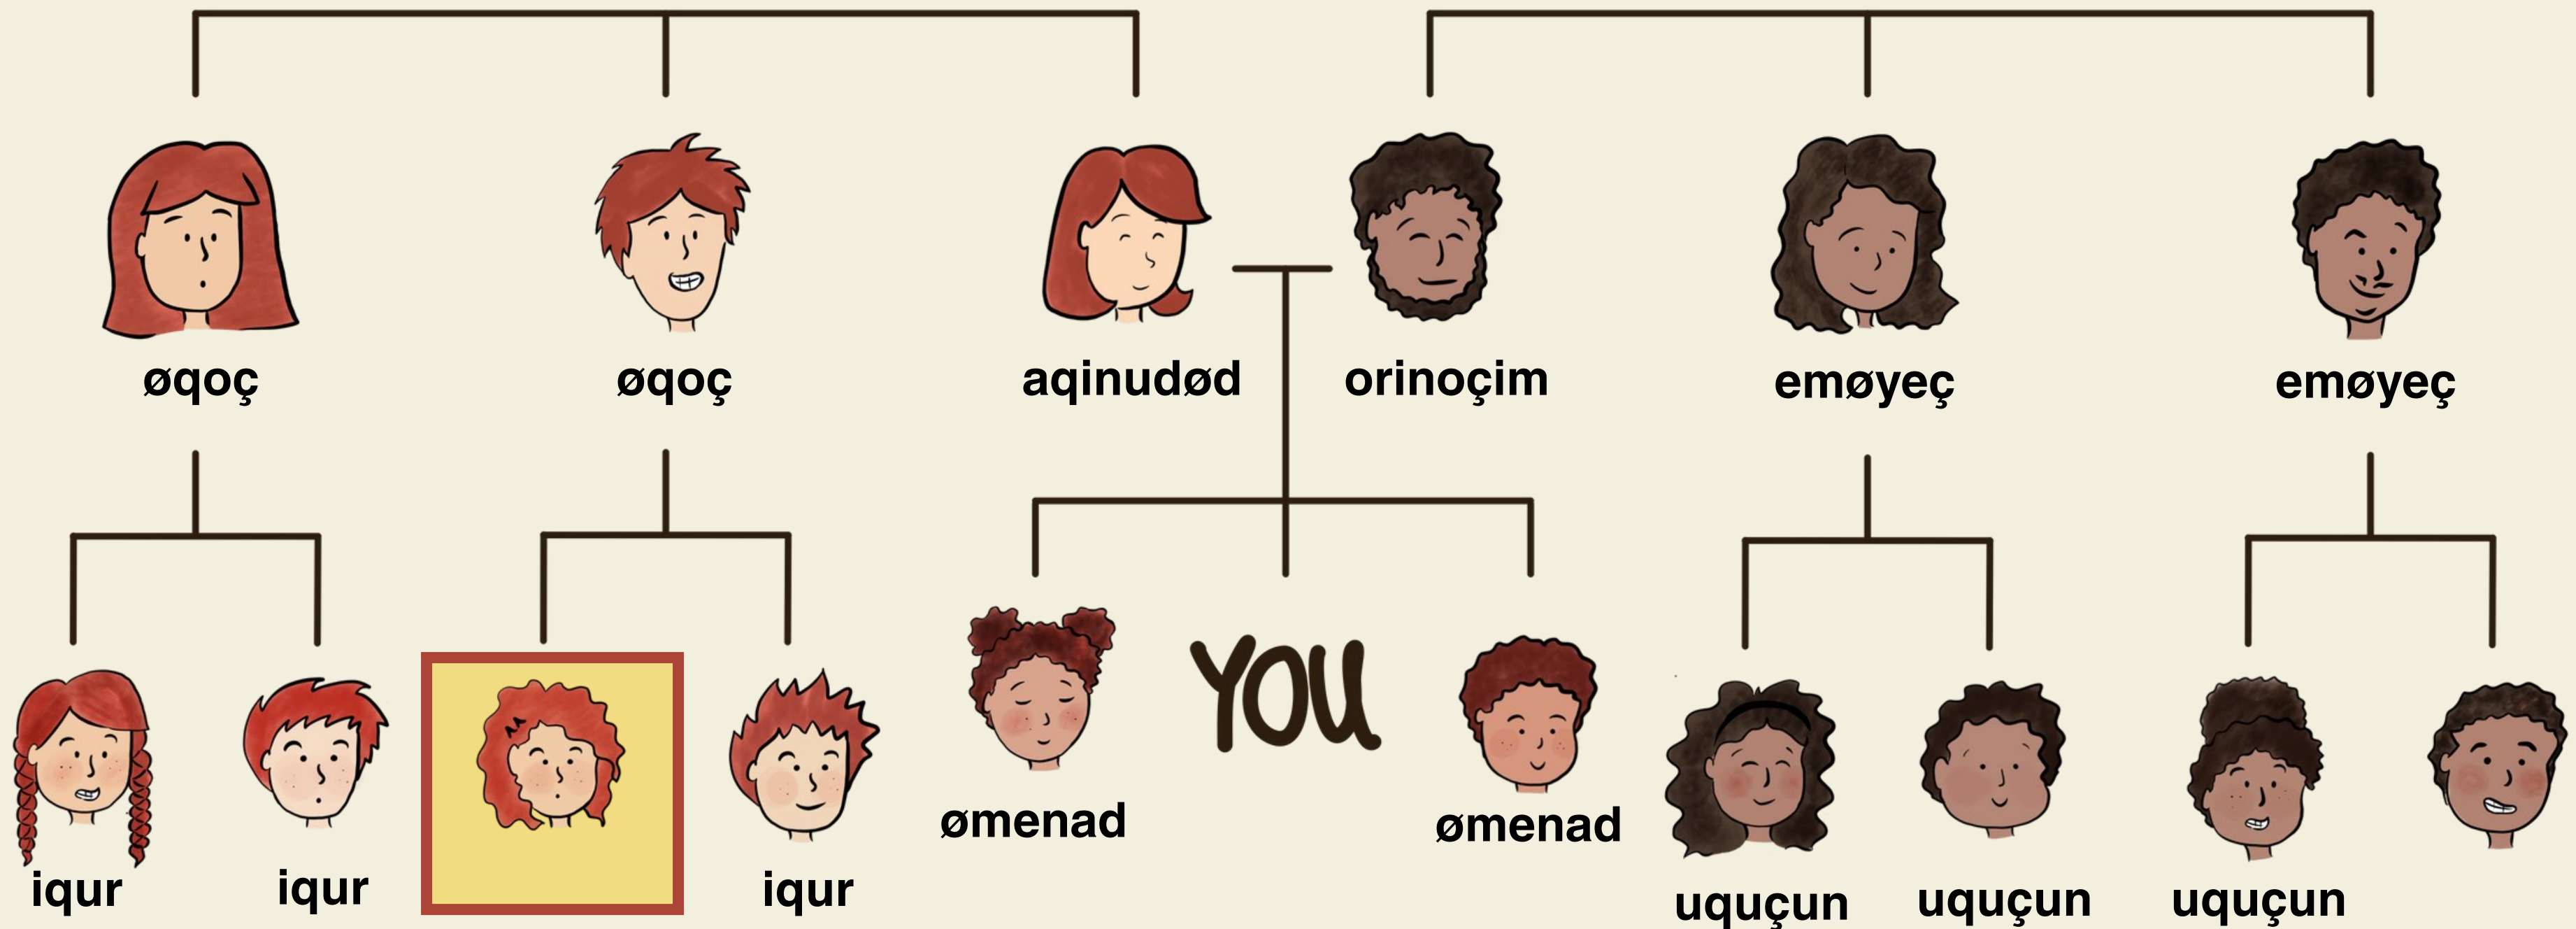 øqoç
øqoç
aqinudød
orinoçim
emøyeç
emøyeç
YOU
ømenad
ømenad
iqur
iqur
iqur
uquçun
uquçun
uquçun